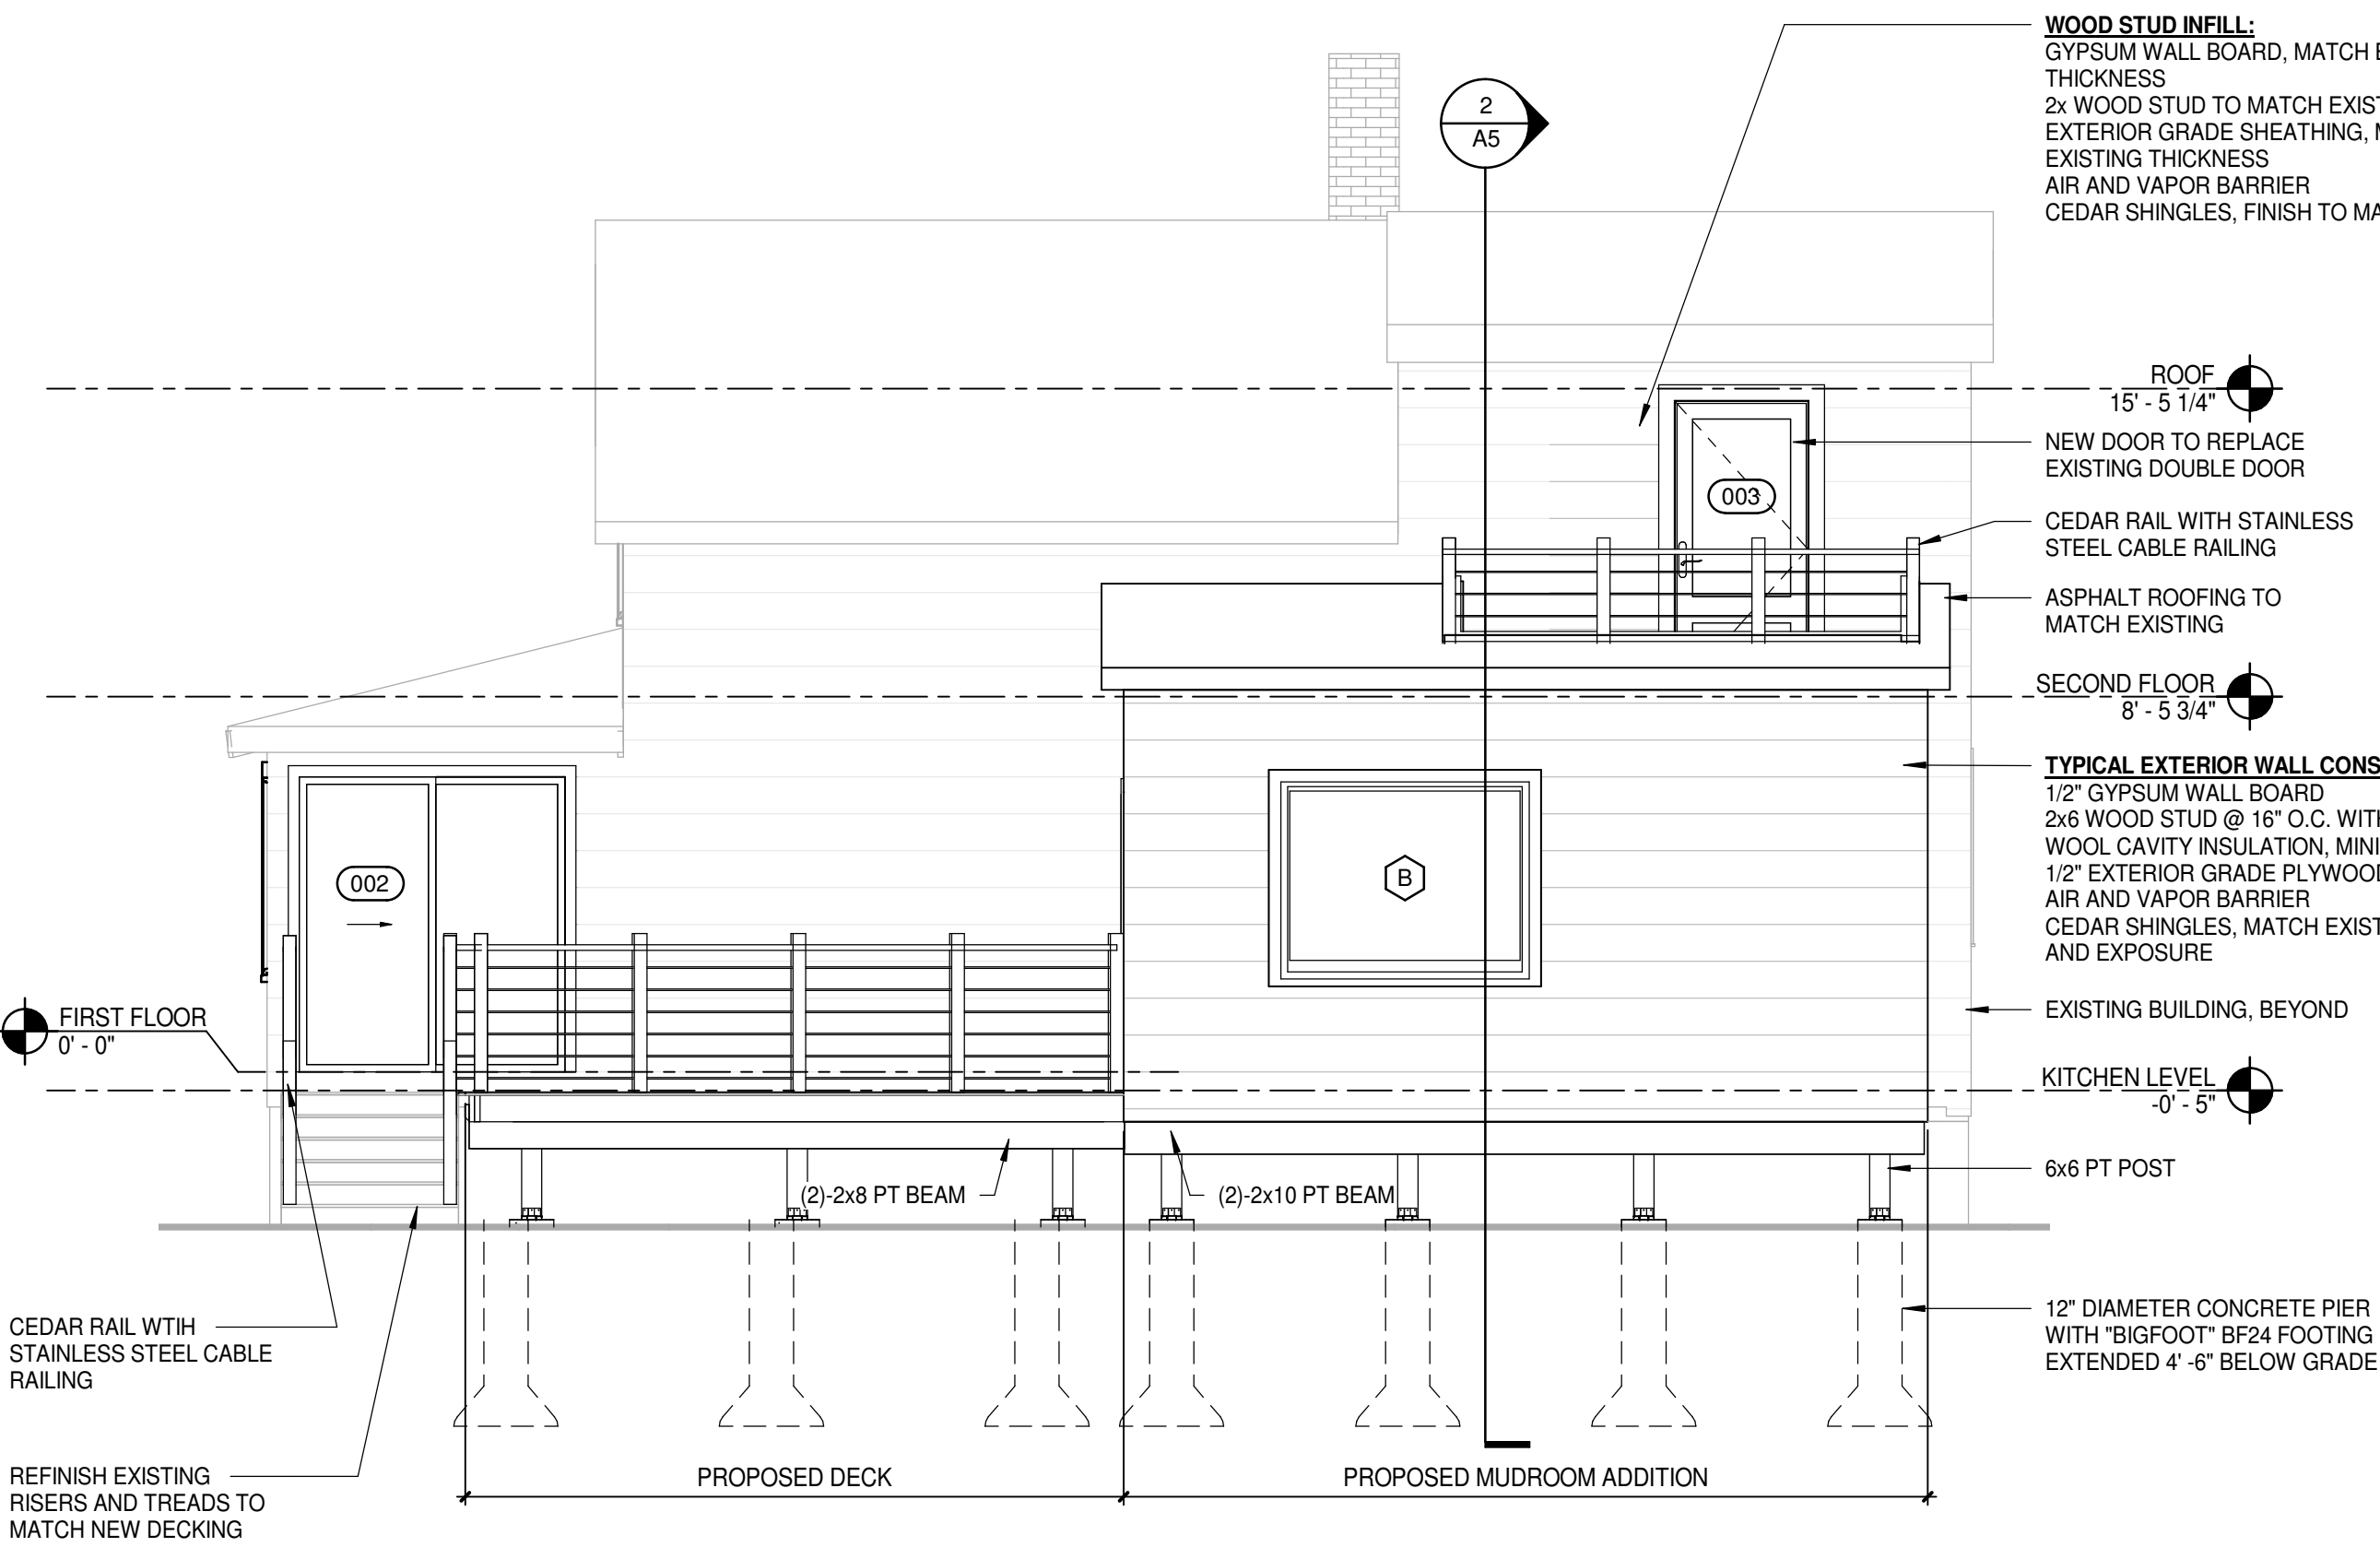 WOOD STUD INFILL:
GYPSUM WALL BOARD, MATCH
THICKNESS
2x WOOD STUD TO MATCH
EXTERIOR GRADE SHEATHING,
EXISTING THICKNESS
AIR AND VAPOR BARRIER
CEDAR SHINGLES, FINISH TO
2
A5
ROOF
15' - 5 1/4"
NEW DOOR TO REPLACE
EXISTING DOUBLE DOOR
003
CEDAR RAIL WITH STAINLESS
STEEL CABLE RAILING
ASPHALT ROOFING TO
MATCH EXISTING
SECOND FLOOR
8' - 5 3/4"
TYPICAL EXTERIOR WALL
1/2" GYPSUM WALL BOARD
2x6 WOOD STUD @ 16" O.C.
WOOL CAVITY INSULATION,
1/2" EXTERIOR GRADE
AIR AND VAPOR BARRIER
CEDAR SHINGLES, MATCH
AND EXPOSURE
002
B
FIRST FLOOR
0' - 0"
EXISTING BUILDING, BEYOND
KITCHEN LEVEL
-0' - 5"
(2)-2x8 PT BEAM
(2)-2x10 PT BEAM
6x6 PT POST
12" DIAMETER CONCRETE PIER
WITH "BIGFOOT" BF24 FOOTING
EXTENDED 4' -6" BELOW GRADE
CEDAR RAIL WTIH
STAINLESS STEEL CABLE
RAILING
REFINISH EXISTING
RISERS AND TREADS TO
MATCH NEW DECKING
PROPOSED DECK
PROPOSED MUDROOM ADDITION